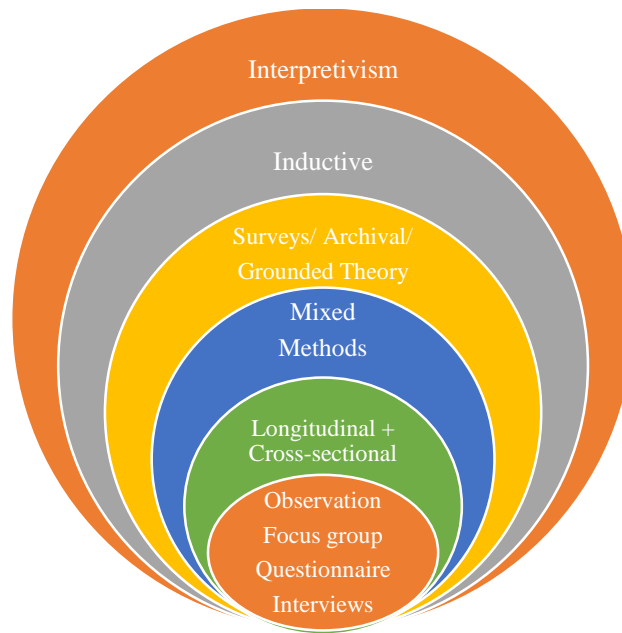 Interpretivism
Inductive
Surveys/ Archival/
Grounded Theory
Mixed
Methods
Longitudinal +
Cross-sectional
Observation
Focus group
Questionnaire
Interviews